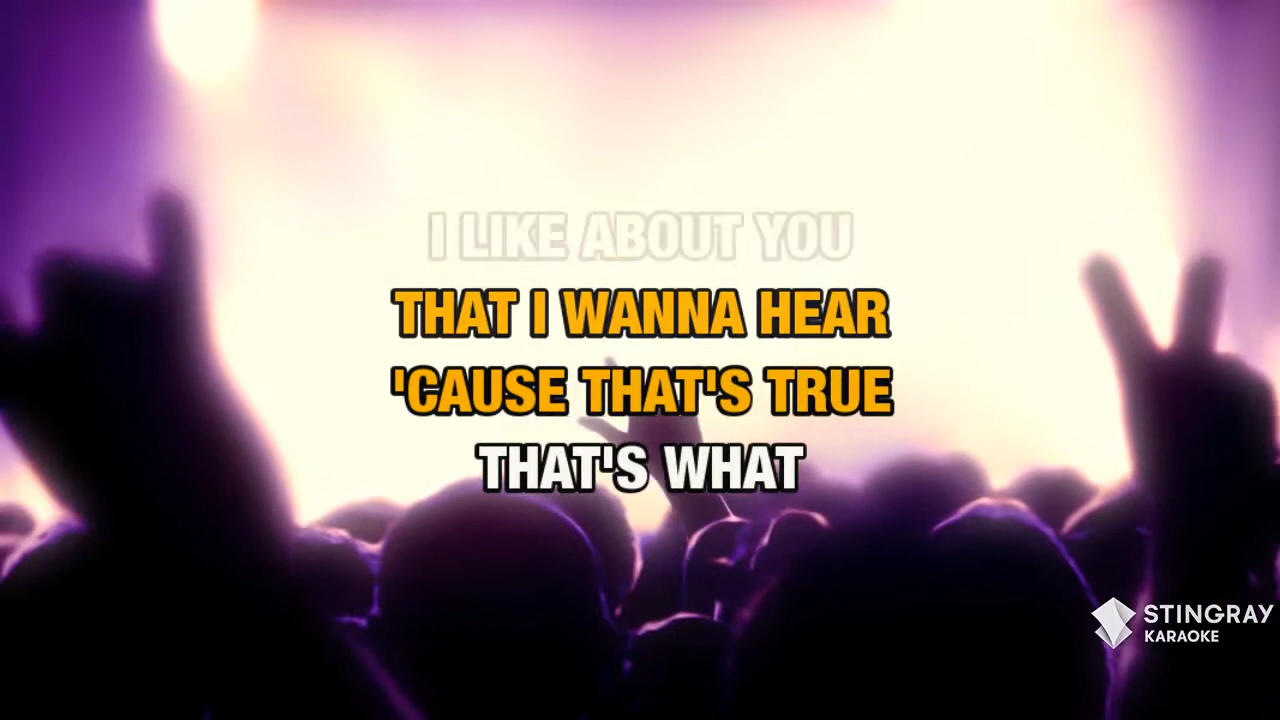 I LIKE ABOUT YOU
THAT I WANNA HEAR
'CAUSE THAT'S TRUE
THAT'S WHAT
STINGRAY
KARAOKE